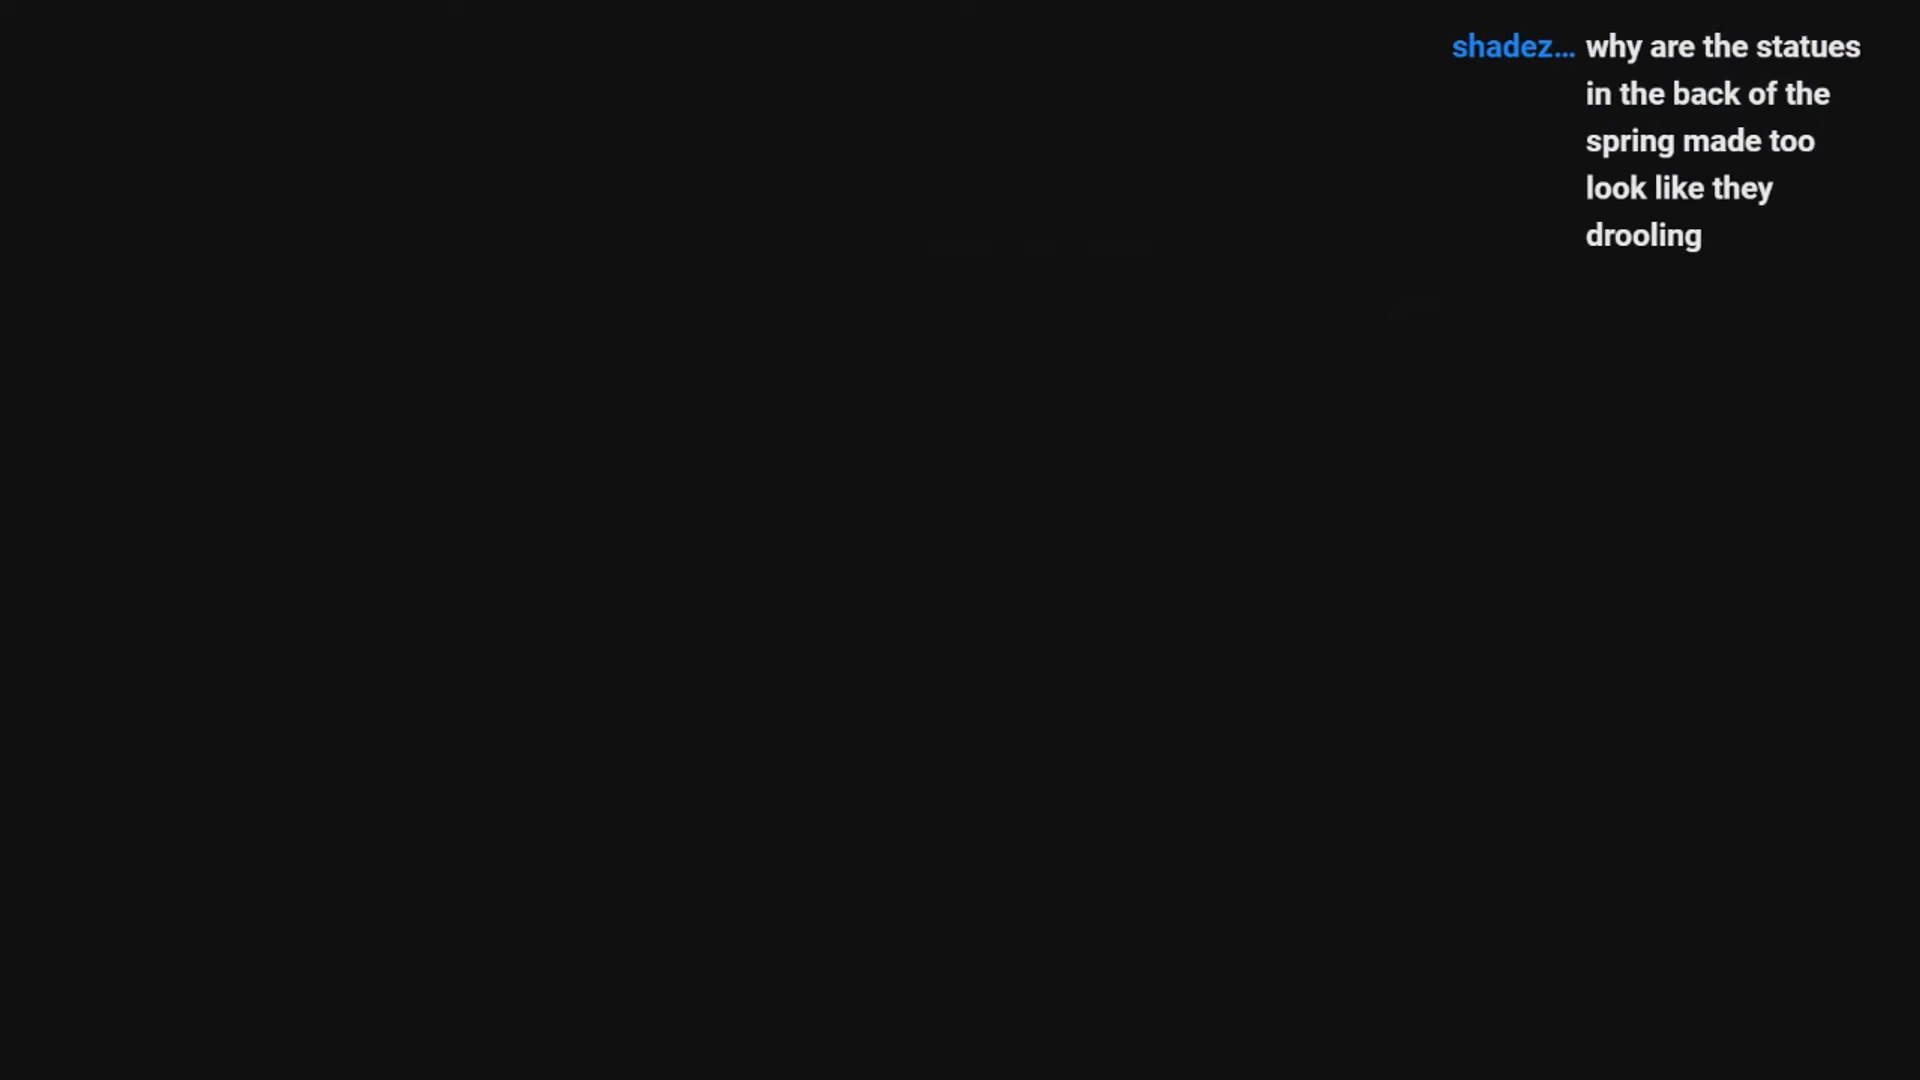 shadez... why are the statues
in the back of the
spring made too
look like they
drooling